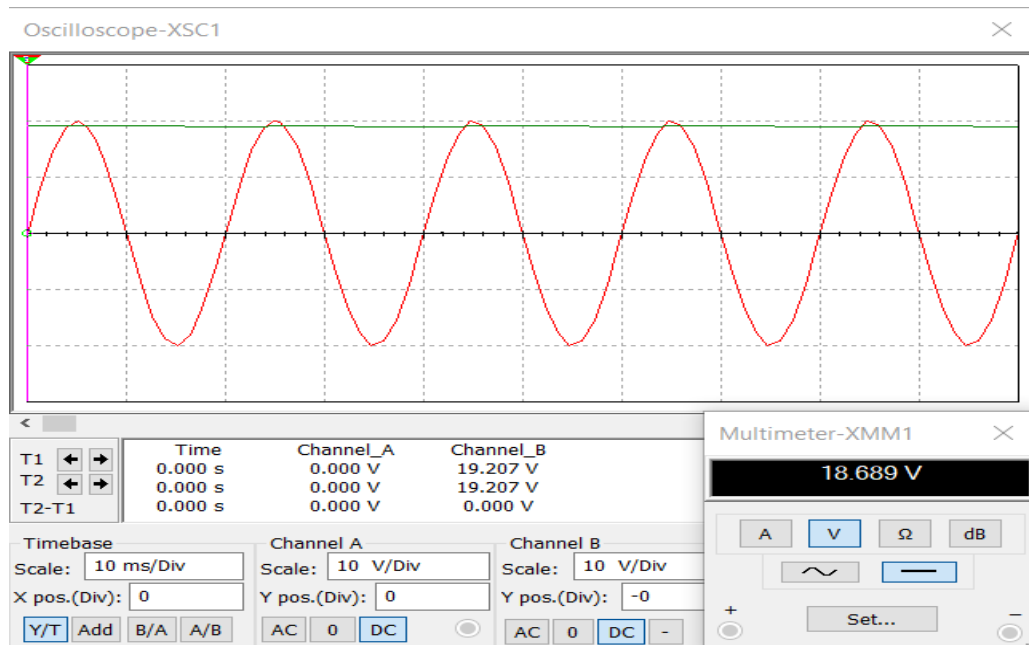 Oscilloscope-XSC1
Time Channel_A Channel_B
T1 0.000 s 0.000 V 19.207 V
T2 0.000 s 0.000 V 19.207 V
T2-T1 0.000 s 0.000 V 0.000 V
Timebase
Scale: 10 ms/Div
X pos.(Div): 0
Y/T Add B/A A/B
Channel A
Scale: 10 V/Div
Y pos.(Div): 0
AC 0 DC
Channel B
Scale: 10 V/Div
Y pos.(Div): -0
AC 0 DC -
Multimeter-XMM1
18.689 V
A V Ω dB
+ Set... −